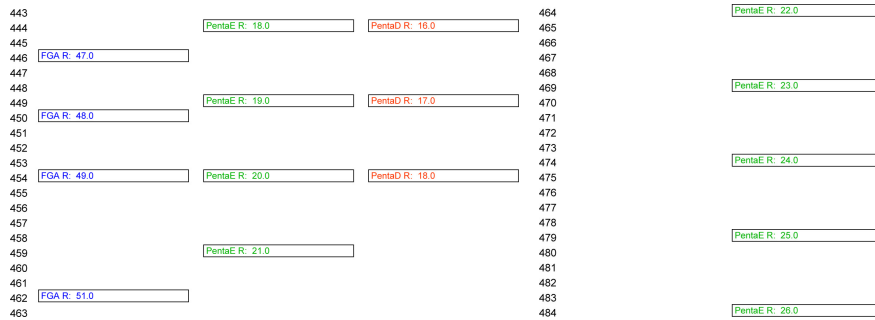 443
444 PentaE R: 18.0 PentaD R: 16.0
445
446 FGA R: 47.0
447
448
449 PentaE R: 19.0 PentaD R: 17.0
450 FGA R: 48.0
451
452
453
454 FGA R: 49.0 PentaE R: 20.0 PentaD R: 18.0
455
456
457
458
459 PentaE R: 21.0
460
461
462 FGA R: 51.0
463
464 PentaE R: 22.0
465
466
467
468
469 PentaE R: 23.0
470
471
472
473
474 PentaE R: 24.0
475
476
477
478
479 PentaE R: 25.0
480
481
482
483
484 PentaE R: 26.0